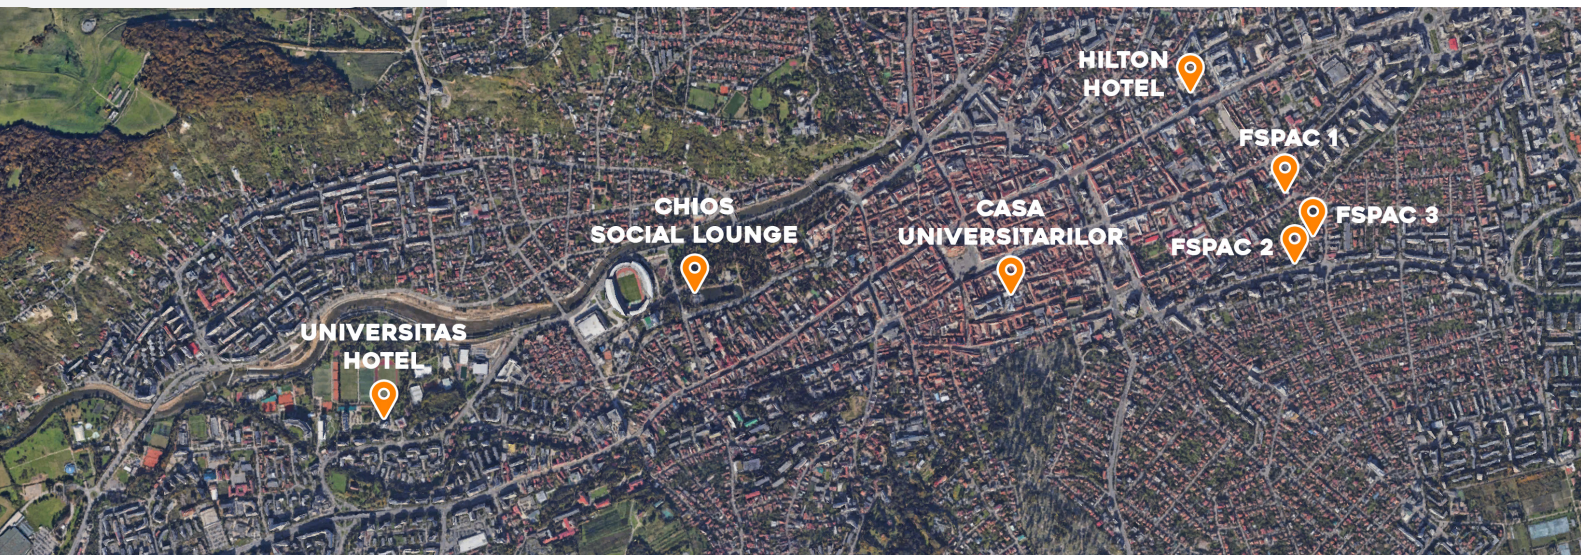 HILTON
HOTEL
FSPAC 1
CHIOS
SOCIAL LOUNGE
CASA
UNIVERSITARILOR
FSPAC 3
FSPAC 2
UNIVERSITAS
HOTEL